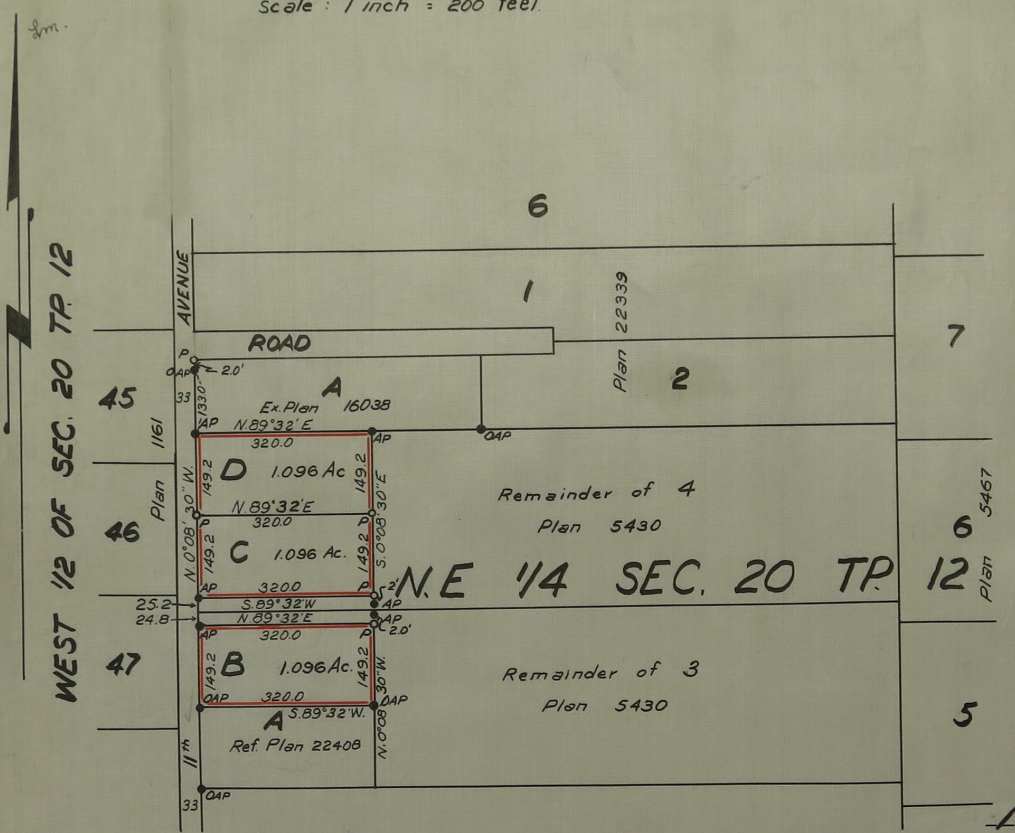 Scale : 1 inch = 200 feet.
Lm.
6
WEST 1/2 OF SEC. 20 TP. 12
AVENUE
1
Plan 22339
7
ROAD
P
OAP
2.0'
2
45
33
133.0
A
Ex. Plan 16038
AP
N.89°32'E
320.0
AP
OAP
Plan 1161
149.2
D
1.096 Ac
149.2
Remainder of 4
Plan 5430
N.0°08'30"W.
S.0°08'30"E
N.89°32'E
320.0
P
P
46
149.2
C
1.096 Ac.
149.2
6
Plan 5467
AP
320.0
P
2'
N.E 1/4 SEC. 20 TP. 12
25.2
S.89°32'W
AP
24.8
N.89°32'E
OAP
AP
320.0
P
2.0'
47
149.2
B
1.096 Ac.
149.2
Remainder of 3
Plan 5430
OAP
320.0
OAP
S.89°32'W.
N.0°08'30"W.
A
Ref. Plan 22408
5
11th
33
OAP